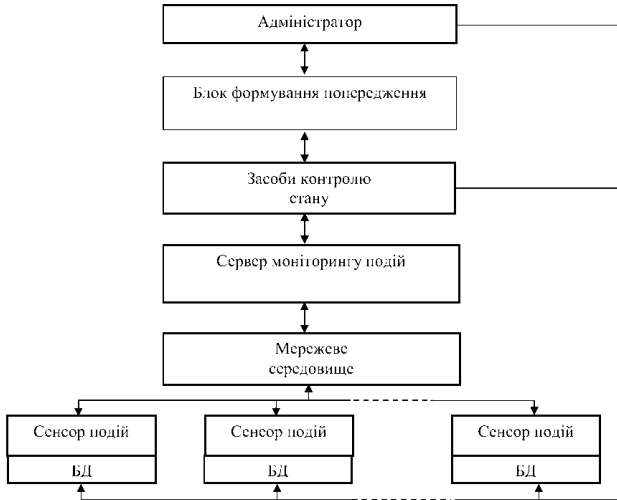 Адміністратор
Блок формування попередження
Засоби контролю
стану
Сервер моніторингу подій
Мережеве
середовище
Сенсор подій
БД
Сенсор подій
БД
Сенсор подій
БД